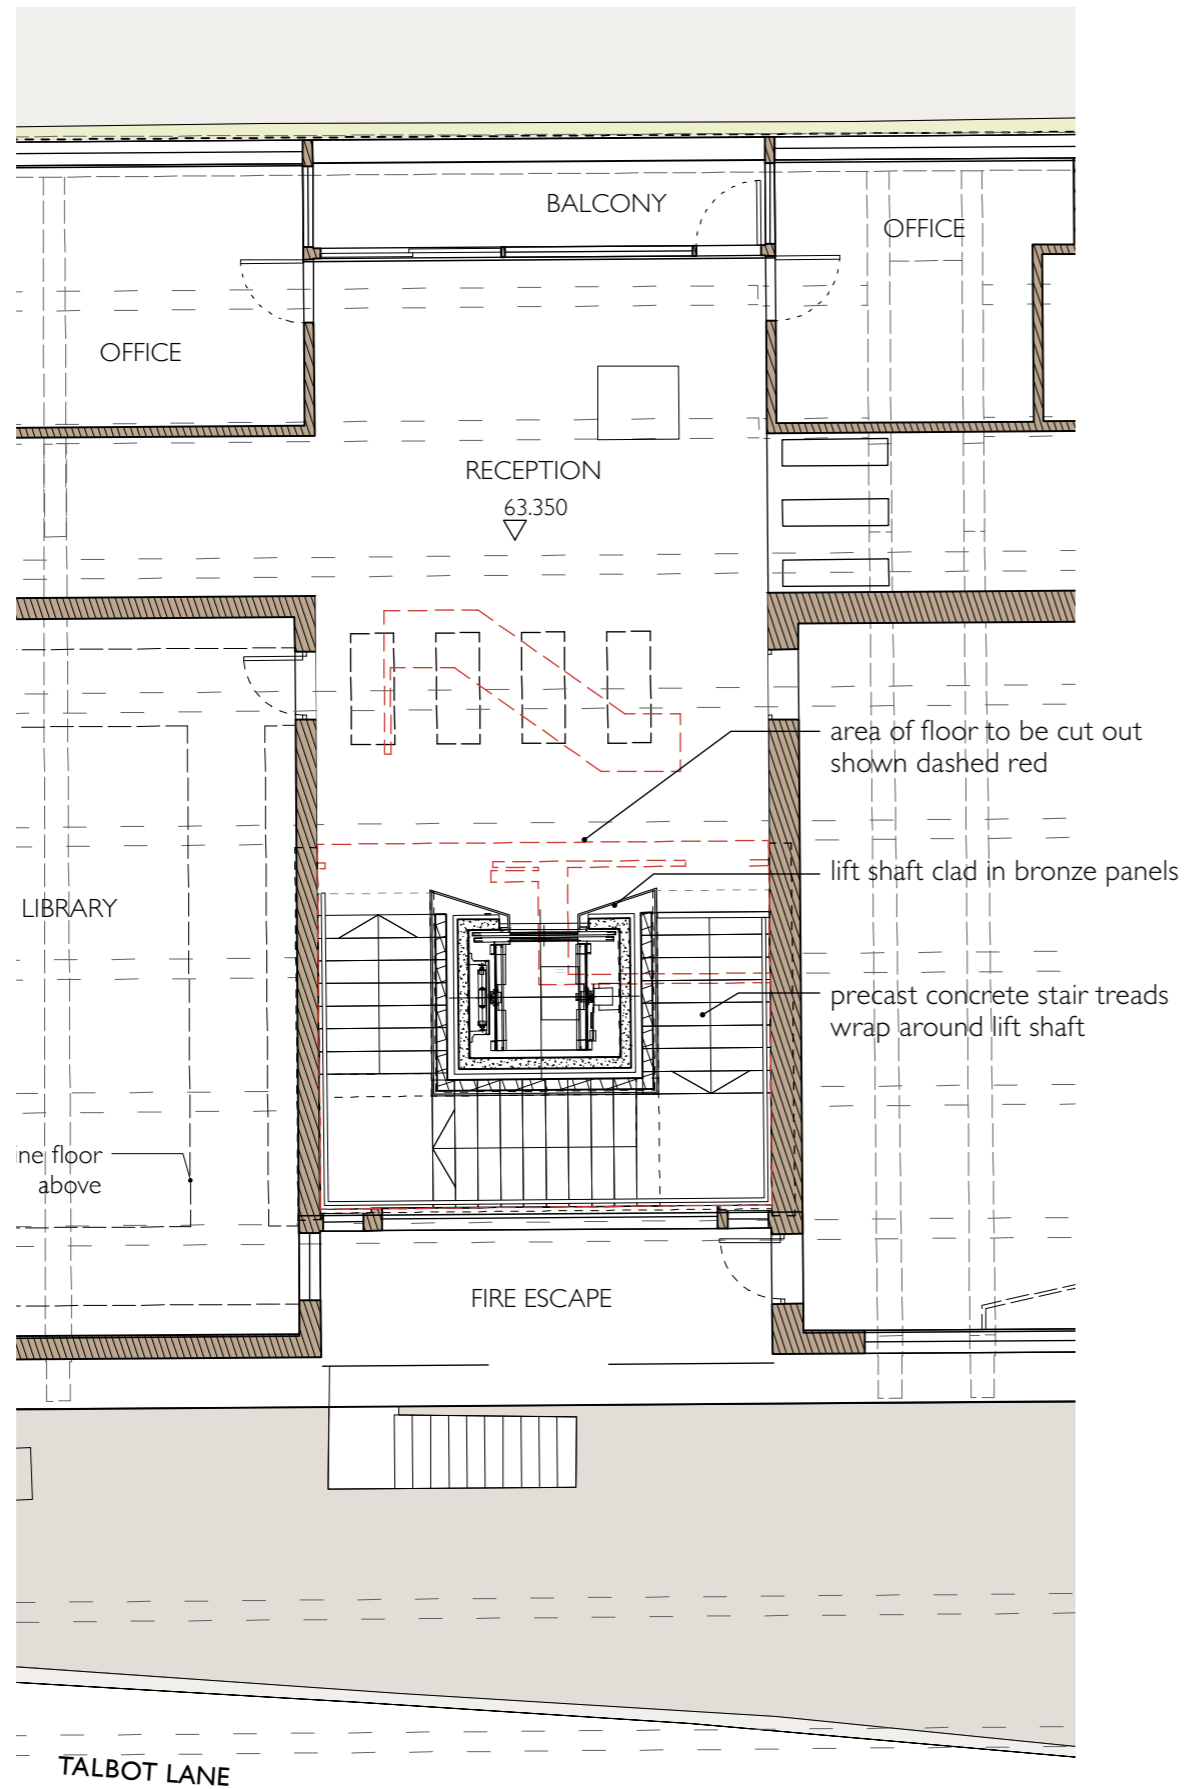 BALCONY
OFFICE
OFFICE
RECEPTION
63.350
area of floor to be cut out
shown dashed red
lift shaft clad in bronze panels
LIBRARY
precast concrete stair treads
wrap around lift shaft
ne floor
above
FIRE ESCAPE
TALBOT LANE